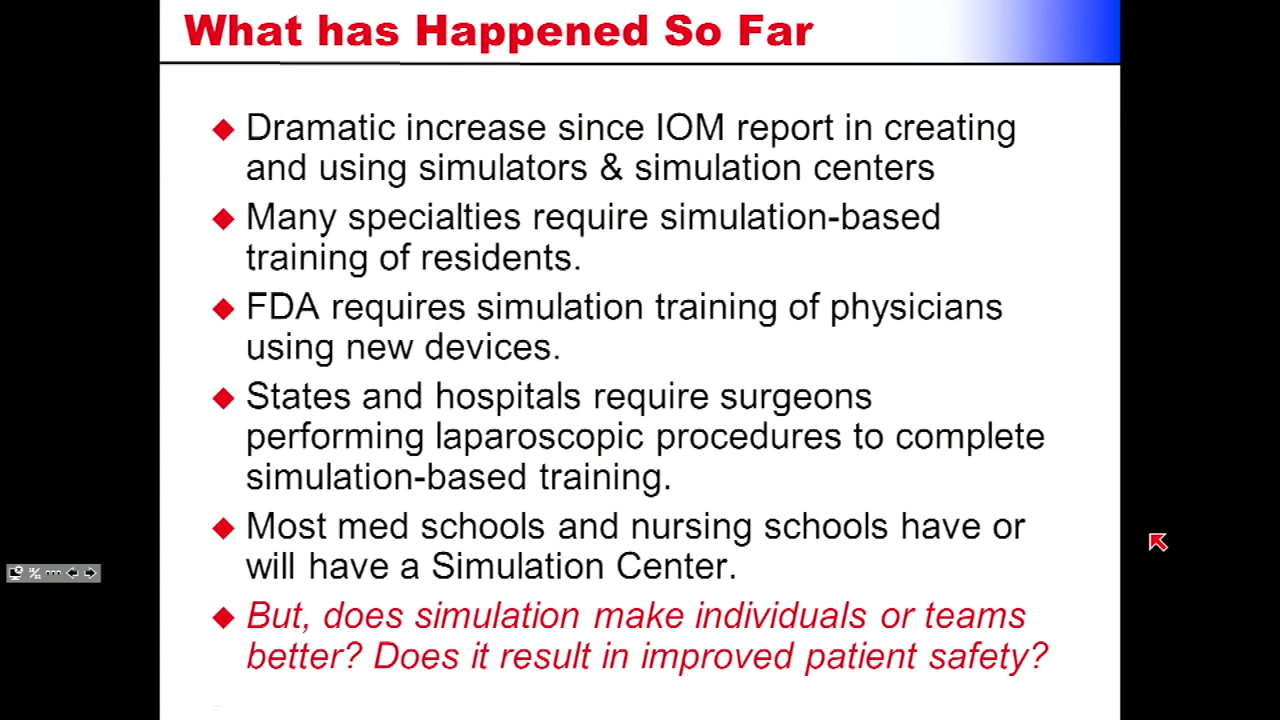 What has Happened So Far
Dramatic increase since IOM report in creating
and using simulators & simulation centers
Many specialties require simulation-based
training of residents.
FDA requires simulation training of physicians
using new devices.
States and hospitals require surgeons
performing laparoscopic procedures to complete
simulation-based training.
Most med schools and nursing schools have or
will have a Simulation Center.
But, does simulation make individuals or teams
better? Does it result in improved patient safety?